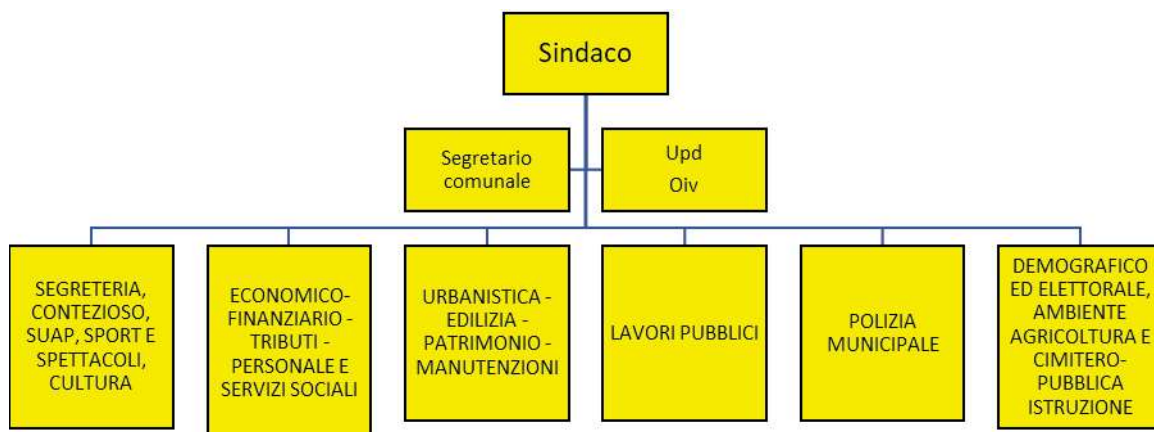 Sindaco
Segretario
comunale
Upd
Oiv
SEGRETERIA,
CONTEZIOSO,
SUAP, SPORT E
SPETTACOLI,
CULTURA
ECONOMICO-
FINANZIARIO -
TRIBUTI -
PERSONALE E
SERVIZI SOCIALI
URBANISTICA -
EDILIZIA -
PATRIMONIO -
MANUTENZIONI
LAVORI PUBBLICI
POLIZIA
MUNICIPALE
DEMOGRAFICO
ED ELETTORALE,
AMBIENTE
AGRICOLTURA E
CIMITERO-
PUBBLICA
ISTRUZIONE